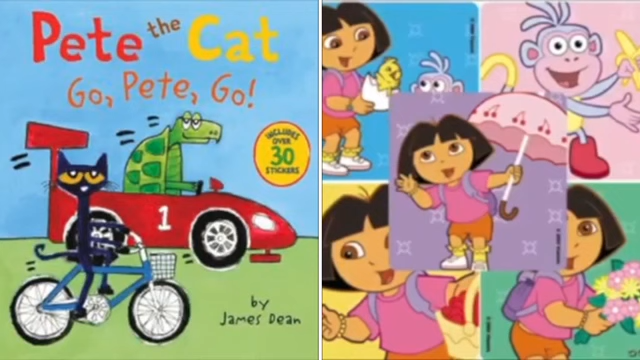 Pete the Cat
Go, Pete, Go!
INCLUDES
OVER
30
STICKERS
1
by
James Dean